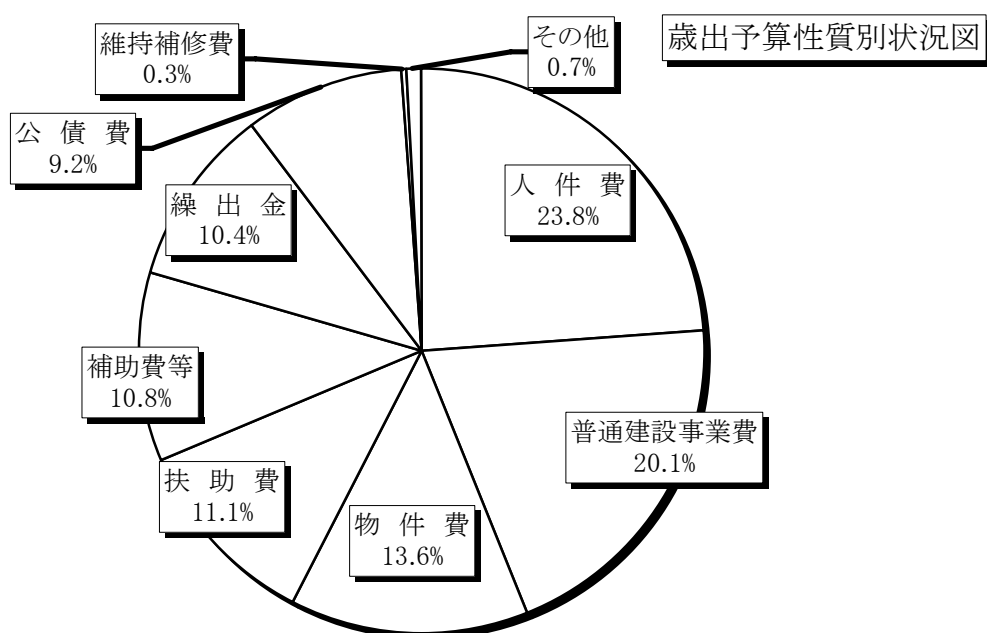 歳出予算性質別状況図
その他
0.7%
維持補修費
0.3%
公 債 費
9.2%
繰 出 金
10.4%
人 件 費
23.8%
補助費等
10.8%
普通建設事業費
20.1%
扶 助 費
11.1%
物 件 費
13.6%